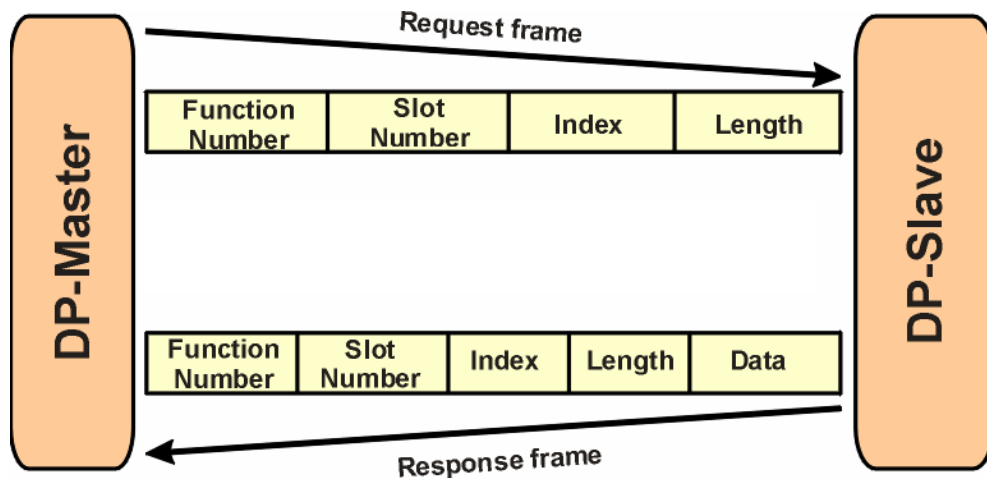 DP-Master
Request frame
Function
Number
Slot
Number
Index
Length
DP-Slave
Function
Number
Slot
Number
Index
Length
Data
Response frame